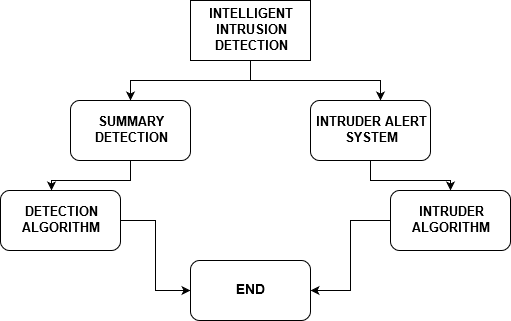 INTELLIGENT
INTRUSION
DETECTION
SUMMARY
DETECTION
INTRUDER ALERT
SYSTEM
DETECTION
ALGORITHM
INTRUDER
ALGORITHM
END